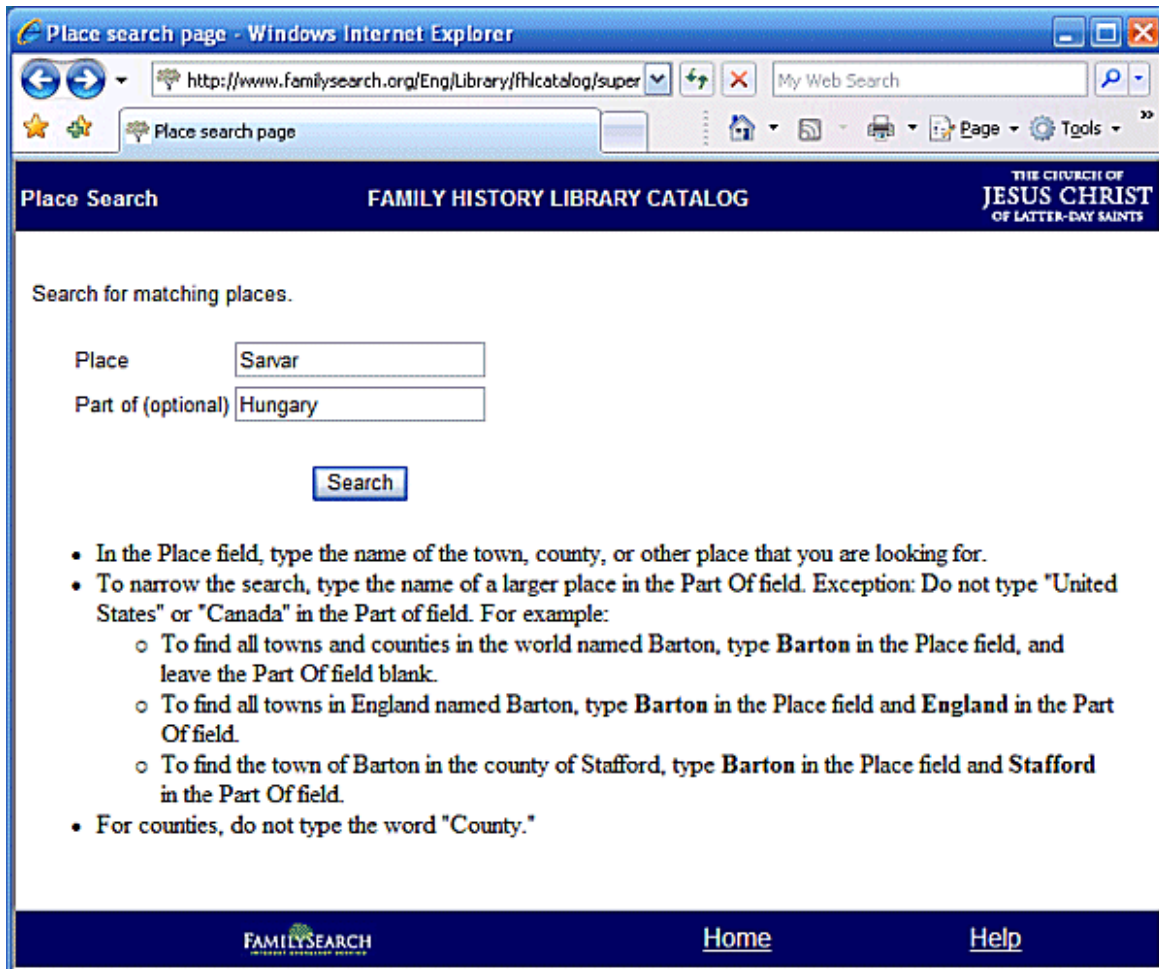 Place search page - Windows Internet Explorer
http://www.familysearch.org/Eng/Library/fhlcatalog/super
My Web Search
Place search page
Page
Tools
»
Place Search
FAMILY HISTORY LIBRARY CATALOG
THE CHURCH OF
JESUS CHRIST
OF LATTER-DAY SAINTS
Search for matching places.
Place Sarvar
Part of (optional) Hungary
Search
• In the Place field, type the name of the town, county, or other place that you are looking for.
• To narrow the search, type the name of a larger place in the Part Of field. Exception: Do not type "United
States" or "Canada" in the Part of field. For example:
o To find all towns and counties in the world named Barton, type Barton in the Place field, and
leave the Part Of field blank.
o To find all towns in England named Barton, type Barton in the Place field and England in the Part
Of field.
o To find the town of Barton in the county of Stafford, type Barton in the Place field and Stafford
in the Part Of field.
• For counties, do not type the word "County."
FAMILYSEARCH
Home
Help